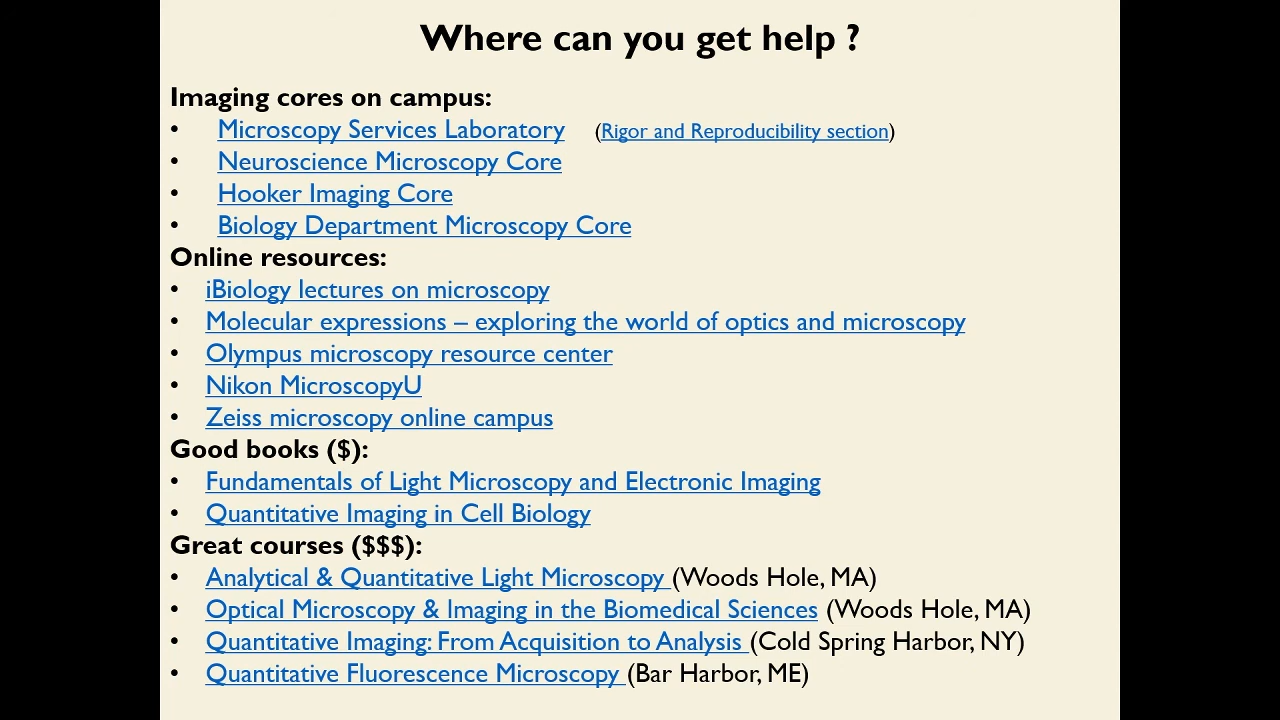 Where can you get help ?
Imaging cores on campus:
• Microscopy Services Laboratory (Rigor and Reproducibility section)
• Neuroscience Microscopy Core
• Hooker Imaging Core
• Biology Department Microscopy Core
Online resources:
• iBiology lectures on microscopy
• Molecular expressions – exploring the world of optics and microscopy
• Olympus microscopy resource center
• Nikon MicroscopyU
• Zeiss microscopy online campus
Good books ($):
• Fundamentals of Light Microscopy and Electronic Imaging
• Quantitative Imaging in Cell Biology
Great courses ($$$):
• Analytical & Quantitative Light Microscopy (Woods Hole, MA)
• Optical Microscopy & Imaging in the Biomedical Sciences (Woods Hole, MA)
• Quantitative Imaging: From Acquisition to Analysis (Cold Spring Harbor, NY)
• Quantitative Fluorescence Microscopy (Bar Harbor, ME)